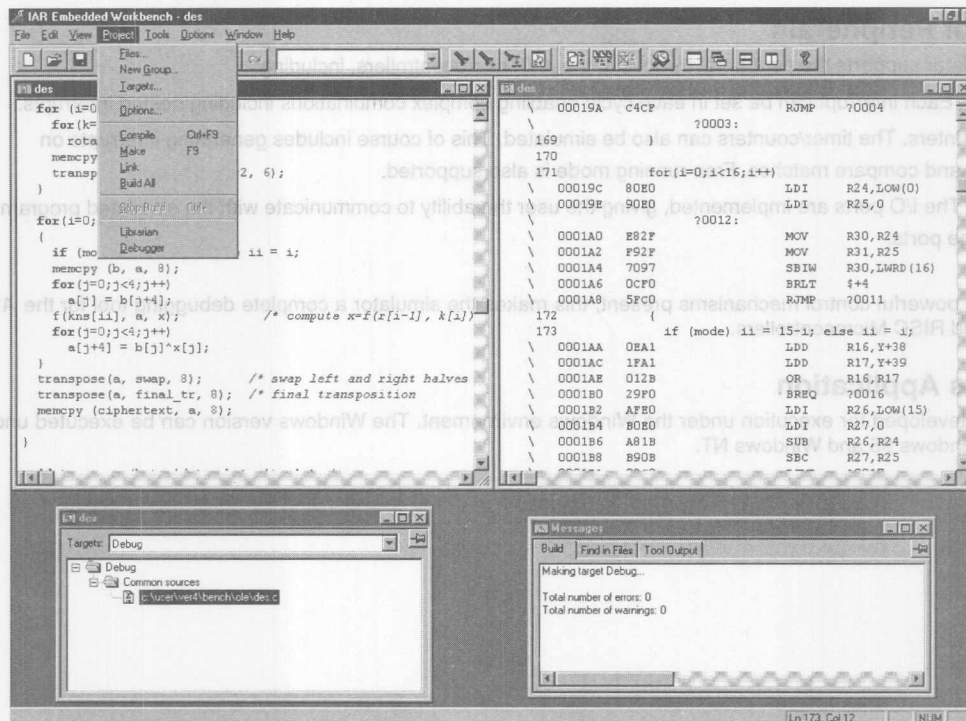 IAR Embedded Workbench - des
File Edit View Project Tools Options Window Help
Files...
New Group...
Targets...
Options...
Compile Ctrl+F9
Make F9
Link
Build All
Stop Build
Librarian
Debugger
des
for (i=0
for(k=
rota
memcpy
transp 2, 6);
}
for(i=0;
{
if (mo ii = i;
memcpy (b, a, 8);
for(j=0;j<4;j++)
a[j] = b[j+4];
f(kns[ii], a, x); /* compute x=f(r[i-1], k[i])
for(j=0;j<4;j++)
a[j+4] = b[j]^x[j];
}
transpose(a, swap, 8); /* swap left and right halves
transpose(a, final_tr, 8); /* final transposition
memcpy (ciphertext, a, 8);
}
des
\ 00019A C4CF RJMP ?0004
\ ?0003:
169 }
170
171 for(i=0;i<16;i++)
\ 00019C 80E0 LDI R24,LOW(0)
\ 00019E 90E0 LDI R25,0
\ ?0012:
\ 0001A0 E82F MOV R30,R24
\ 0001A2 F92F MOV R31,R25
\ 0001A4 7097 SBIW R30,LWRD(16)
\ 0001A6 0CF0 BRLT $+4
\ 0001A8 5FC0 RJMP ?0011
172 {
173 if (mode) ii = 15-i; else ii = i;
\ 0001AA 0EA1 LDD R16,Y+38
\ 0001AC 1FA1 LDD R17,Y+39
\ 0001AE 012B OR R16,R17
\ 0001B0 29F0 BREQ ?0016
\ 0001B2 AFE0 LDI R26,LOW(15)
\ 0001B4 B0E0 LDI R27,0
\ 0001B6 A81B SUB R26,R24
\ 0001B8 B90B SBC R27,R25
des
Targets: Debug
Debug
Common sources
c:\user\ver4\bench\ole\des.c
Messages
Build Find in Files Tool Output
Making target Debug...
Total number of errors: 0
Total number of warnings: 0
Ln 173, Col 12 NUM